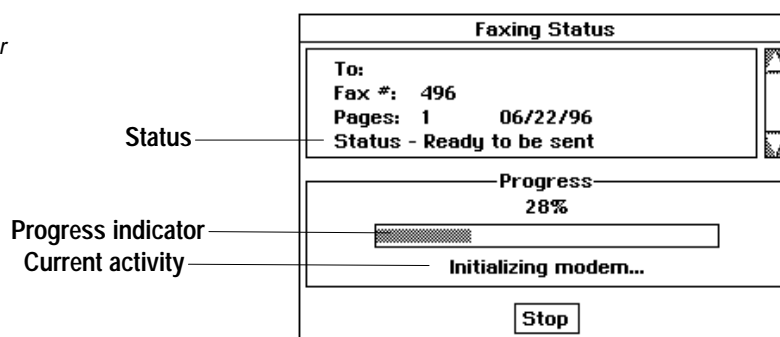 r
Faxing Status
To:
Fax #: 496
Pages: 1 06/22/96
Status
Status - Ready to be sent
Progress
28%
Progress indicator
Current activity
Initializing modem...
Stop